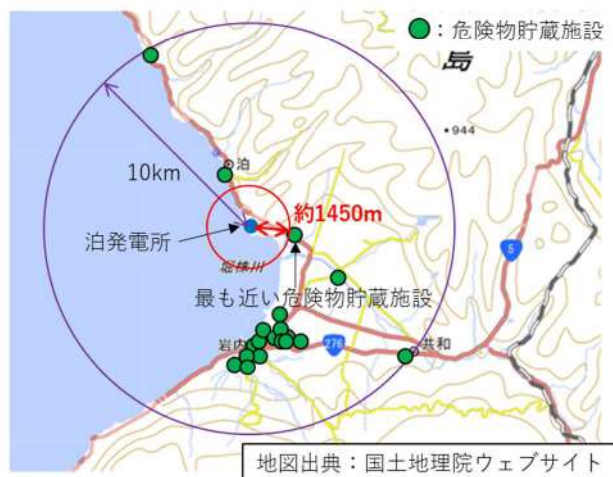 ：危険物貯蔵施設
島
・944
10km
泊
約1450m
泊発電所
堀株川
5
最も近い危険物貯蔵施設
岩内
276
共和
地図出典：国土地理院ウェブサイト